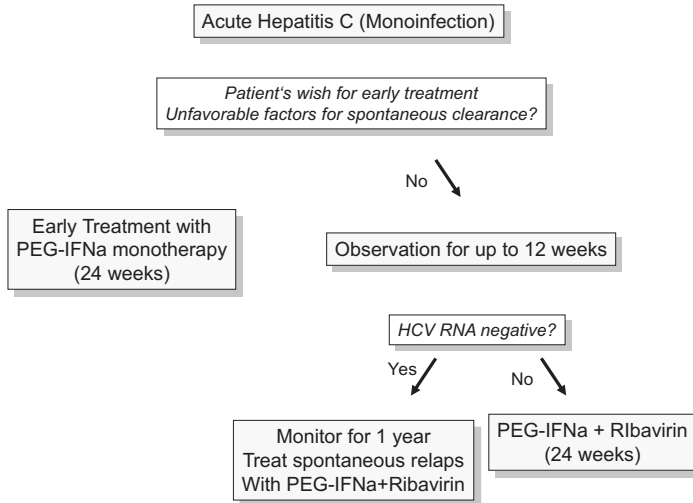 Acute Hepatitis C (Monoinfection)
Patient‘s wish for early treatment
Unfavorable factors for spontaneous clearance?
No
Early Treatment with
PEG-IFNa monotherapy
(24 weeks)
Observation for up to 12 weeks
HCV RNA negative?
Yes
No
Monitor for 1 year
Treat spontaneous relaps
With PEG-IFNa+Ribavirin
PEG-IFNa + RIbavirin
(24 weeks)